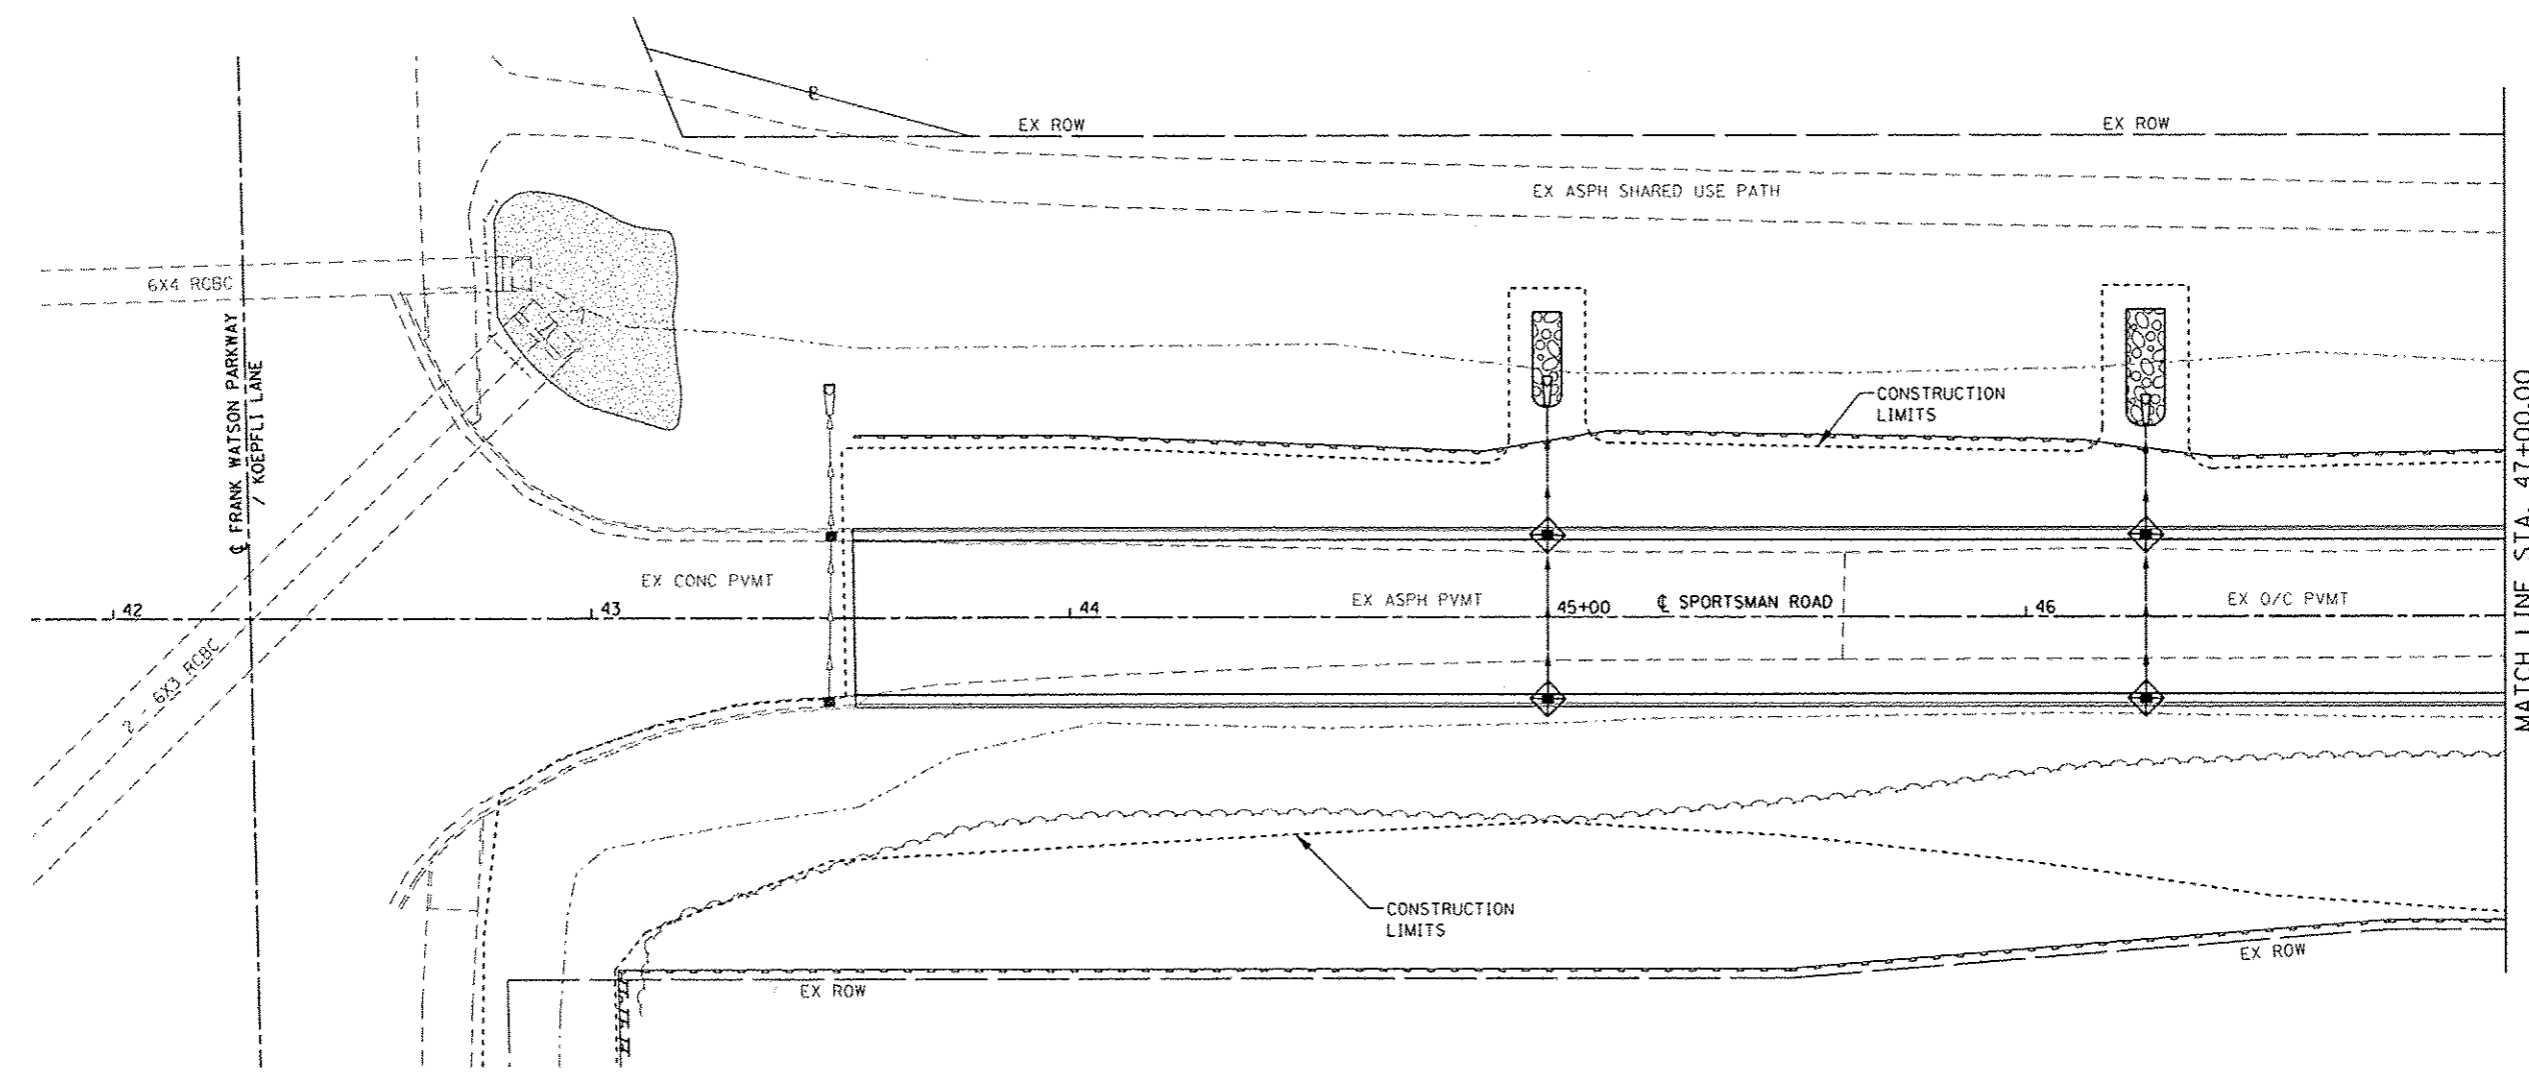 EX ROW
EX ROW
EX ASPH SHARED USE PATH
6X4 RCBC
℄ FRANK WATSON PARKWAY
/ KOEPFLI LANE
CONSTRUCTION
LIMITS
MATCH LINE STA. 47+00.00
EX CONC PVMT
EX ASPH PVMT
℄ SPORTSMAN ROAD
EX O/C PVMT
42
43
44
45+00
46
2 - 6X3 RCBC
CONSTRUCTION
LIMITS
EX ROW
EX ROW